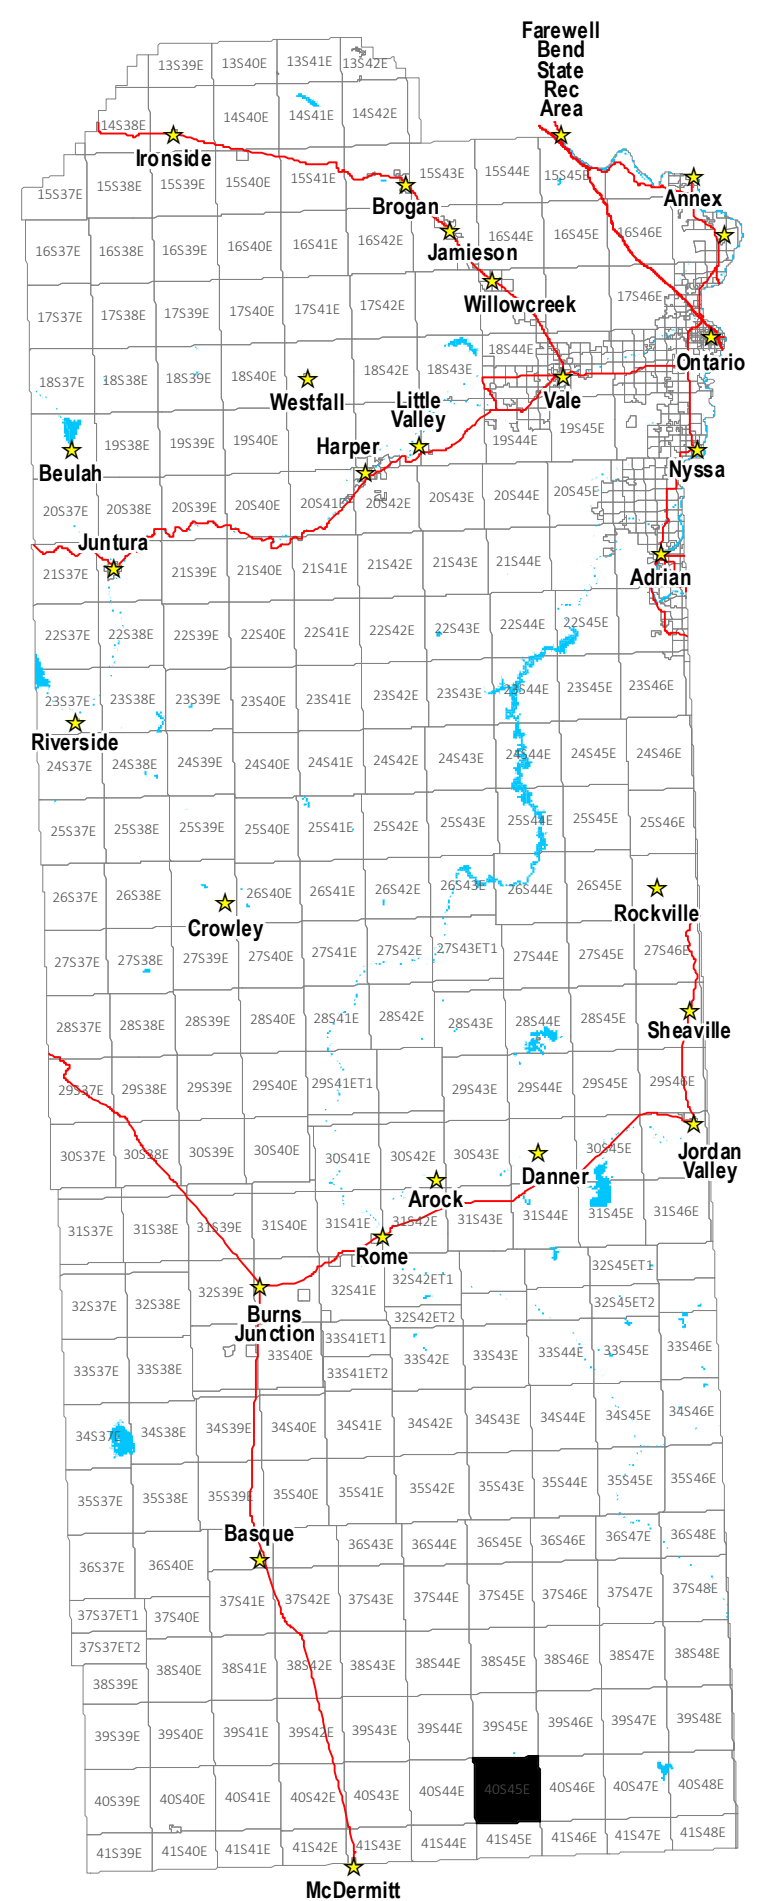 Farewell
Bend
State
Rec
Area
13S39E
13S40E
13S41E
13S42E
14S38E
14S40E
14S41E
14S42E
Ironside
15S37E
15S38E
15S39E
15S40E
15S41E
15S43E
15S44E
15S45E
Annex
Brogan
16S37E
16S38E
16S39E
16S40E
16S41E
16S42E
16S44E
16S45E
16S46E
Jamieson
Willowcreek
17S37E
17S38E
17S39E
17S40E
17S41E
17S42E
17S46E
Ontario
18S37E
18S38E
18S39E
18S40E
18S42E
18S43E
18S44E
Westfall
Little
Valley
Vale
19S38E
19S39E
19S40E
Harper
19S44E
19S45E
Beulah
Nyssa
20S37E
20S38E
20S39E
20S40E
20S41E
20S42E
20S43E
20S44E
20S45E
Juntura
21S37E
21S39E
21S40E
21S41E
21S42E
21S43E
21S44E
Adrian
22S37E
22S38E
22S39E
22S40E
22S41E
22S42E
22S43E
22S44E
22S45E
23S37E
23S38E
23S39E
23S40E
23S41E
23S42E
23S43E
23S44E
23S45E
23S46E
Riverside
24S37E
24S38E
24S39E
24S40E
24S41E
24S42E
24S43E
24S44E
24S45E
24S46E
25S37E
25S38E
25S39E
25S40E
25S41E
25S42E
25S43E
25S44E
25S45E
25S46E
26S37E
26S38E
26S40E
26S41E
26S42E
26S43E
26S44E
26S45E
Crowley
Rockville
27S37E
27S38E
27S39E
27S40E
27S41E
27S42E
27S43ET1
27S44E
27S45E
27S46E
28S37E
28S38E
28S39E
28S40E
28S41E
28S42E
28S43E
28S44E
28S45E
Sheaville
29S37E
29S38E
29S39E
29S40E
29S41ET1
29S43E
29S44E
29S45E
29S46E
30S37E
30S38E
30S39E
30S40E
30S41E
30S42E
30S43E
30S45E
Jordan
Valley
Danner
Arock
31S37E
31S38E
31S39E
31S40E
31S41E
31S42E
31S43E
31S44E
31S45E
31S46E
Rome
32S37E
32S38E
32S39E
32S41E
32S42ET1
32S45ET1
32S42ET2
32S45ET2
Burns
Junction
33S37E
33S38E
33S40E
33S41ET1
33S41ET2
33S42E
33S43E
33S44E
33S45E
33S46E
34S37E
34S38E
34S39E
34S40E
34S41E
34S42E
34S43E
34S44E
34S45E
34S46E
35S37E
35S38E
35S39E
35S40E
35S41E
35S42E
35S43E
35S44E
35S45E
35S46E
Basque
36S37E
36S40E
36S43E
36S44E
36S45E
36S46E
36S47E
36S48E
37S37ET1
37S40E
37S41E
37S42E
37S43E
37S44E
37S45E
37S46E
37S47E
37S48E
37S37ET2
38S39E
38S40E
38S41E
38S42E
38S43E
38S44E
38S45E
38S46E
38S47E
38S48E
39S39E
39S40E
39S41E
39S42E
39S43E
39S44E
39S45E
39S46E
39S47E
39S48E
40S39E
40S40E
40S41E
40S42E
40S43E
40S44E
40S45E
40S46E
40S47E
40S48E
41S39E
41S40E
41S41E
41S42E
41S43E
41S44E
41S45E
41S46E
41S47E
41S48E
McDermitt